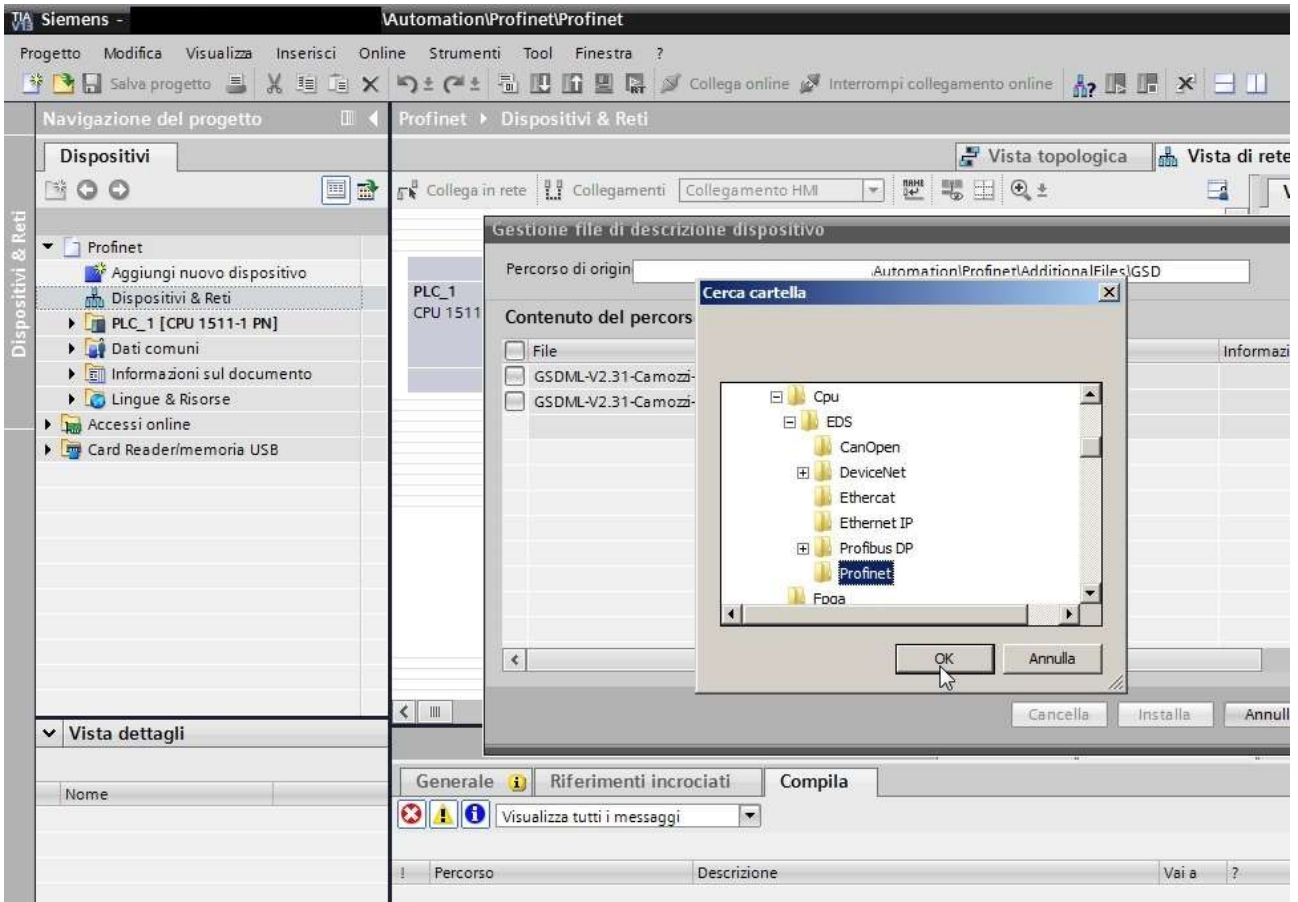 TIA V13 Siemens - \Automation\Profinet\Profinet
Progetto Modifica Visualizza Inserisci Online Strumenti Tool Finestra ?
Salva progetto Collega online Interrompi collegamento online
Navigazione del progetto
Profinet Dispositivi & Reti
Dispositivi
Vista topologica Vista di rete
Collega in rete Collegamenti Collegamento HMI
Dispositivi & Reti
Profinet
Aggiungi nuovo dispositivo
Dispositivi & Reti
PLC_1 [CPU 1511-1 PN]
Dati comuni
Informazioni sul documento
Lingue & Risorse
Accessi online
Card Reader/memoria USB
PLC_1
CPU 1511
Gestione file di descrizione dispositivo
Percorso di origin Automation\Profinet\AdditionalFiles\GSD
Contenuto del percors
File Informazi
GSDML-V2.31-Camozzi-
GSDML-V2.31-Camozzi-
Cerca cartella
Cpu
EDS
CanOpen
DeviceNet
Ethercat
Ethernet IP
Profibus DP
Profinet
Fpga
OK Annulla
Cancella Installa Annull
Vista dettagli
Nome
Generale Riferimenti incrociati Compila
Visualizza tutti i messaggi
! Percorso Descrizione Vai a ?